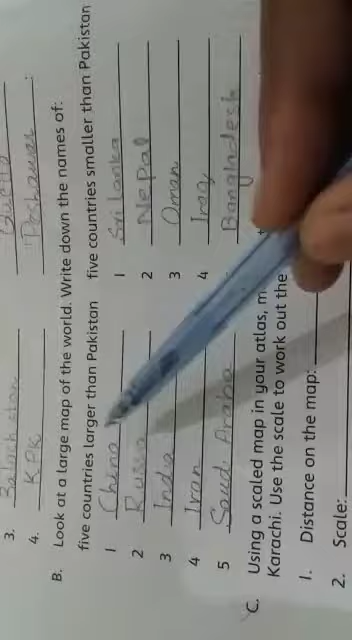 3. Balochistan Quetta
4. KPK Peshawar
B. Look at a large map of the world. Write down the names of:
five countries larger than Pakistan five countries smaller than Pakistan
1 China 1 Sri Lanka
2 Russia 2 Nepal
3 India 3 Oman
4 Iran 4 Iraq
5 Saudi Arabia Bangladesh
C. Using a scaled map in your atlas, m
Karachi. Use the scale to work out the
1. Distance on the map:
2. Scale: